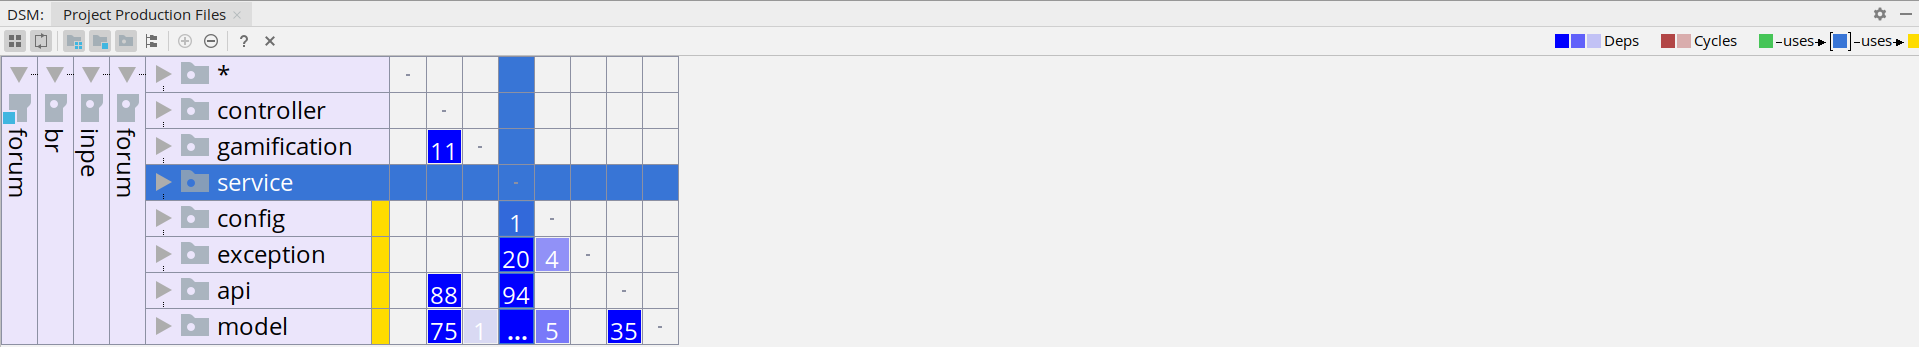 DSM: Project Production Files ×
? × Deps Cycles -uses→ [ ] -uses→
forum br inpe forum
* -
controller -
gamification 11 -
service -
config 1 -
exception 20 4 -
api 88 94 -
model 75 1 ... 5 35 -